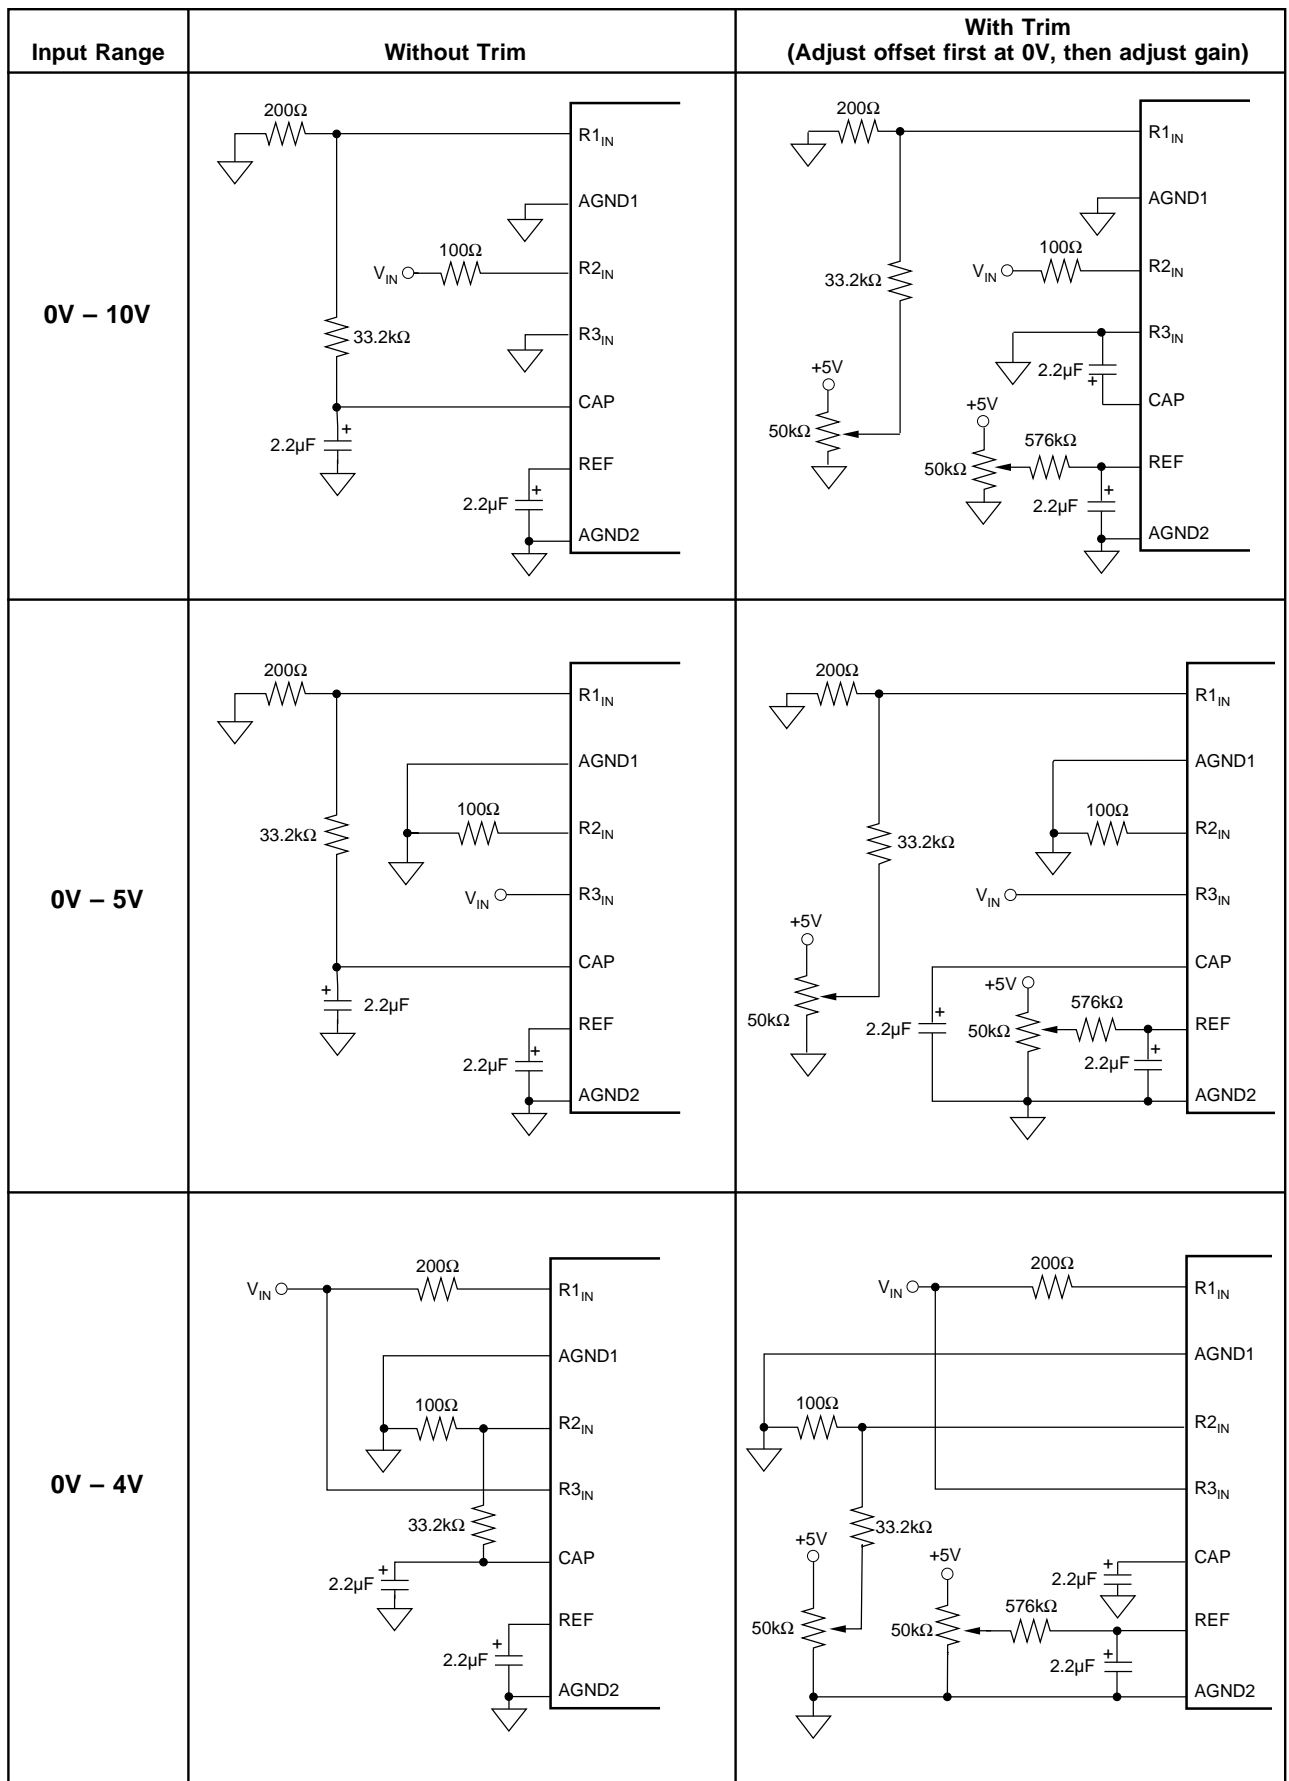 Input Range
Without Trim
With Trim
(Adjust offset first at 0V, then adjust gain)
0V – 10V
200Ω
R1IN
AGND1
100Ω
VIN
R2IN
33.2kΩ
R3IN
CAP
+
2.2µF
REF
+
2.2µF
AGND2
200Ω
R1IN
AGND1
100Ω
VIN
R2IN
33.2kΩ
R3IN
2.2µF
+
+5V
CAP
50kΩ
+5V
576kΩ
REF
50kΩ
+
2.2µF
AGND2
0V – 5V
200Ω
R1IN
AGND1
100Ω
R2IN
33.2kΩ
VIN
R3IN
CAP
+
2.2µF
REF
+
2.2µF
AGND2
200Ω
R1IN
AGND1
100Ω
R2IN
33.2kΩ
VIN
R3IN
+5V
CAP
50kΩ
+5V
576kΩ
+
2.2µF
50kΩ
REF
+
2.2µF
AGND2
0V – 4V
200Ω
VIN
R1IN
AGND1
100Ω
R2IN
R3IN
33.2kΩ
CAP
+
2.2µF
REF
+
2.2µF
AGND2
200Ω
VIN
R1IN
AGND1
100Ω
R2IN
R3IN
33.2kΩ
+5V
+5V
CAP
+
2.2µF
576kΩ
50kΩ
50kΩ
REF
+
2.2µF
AGND2